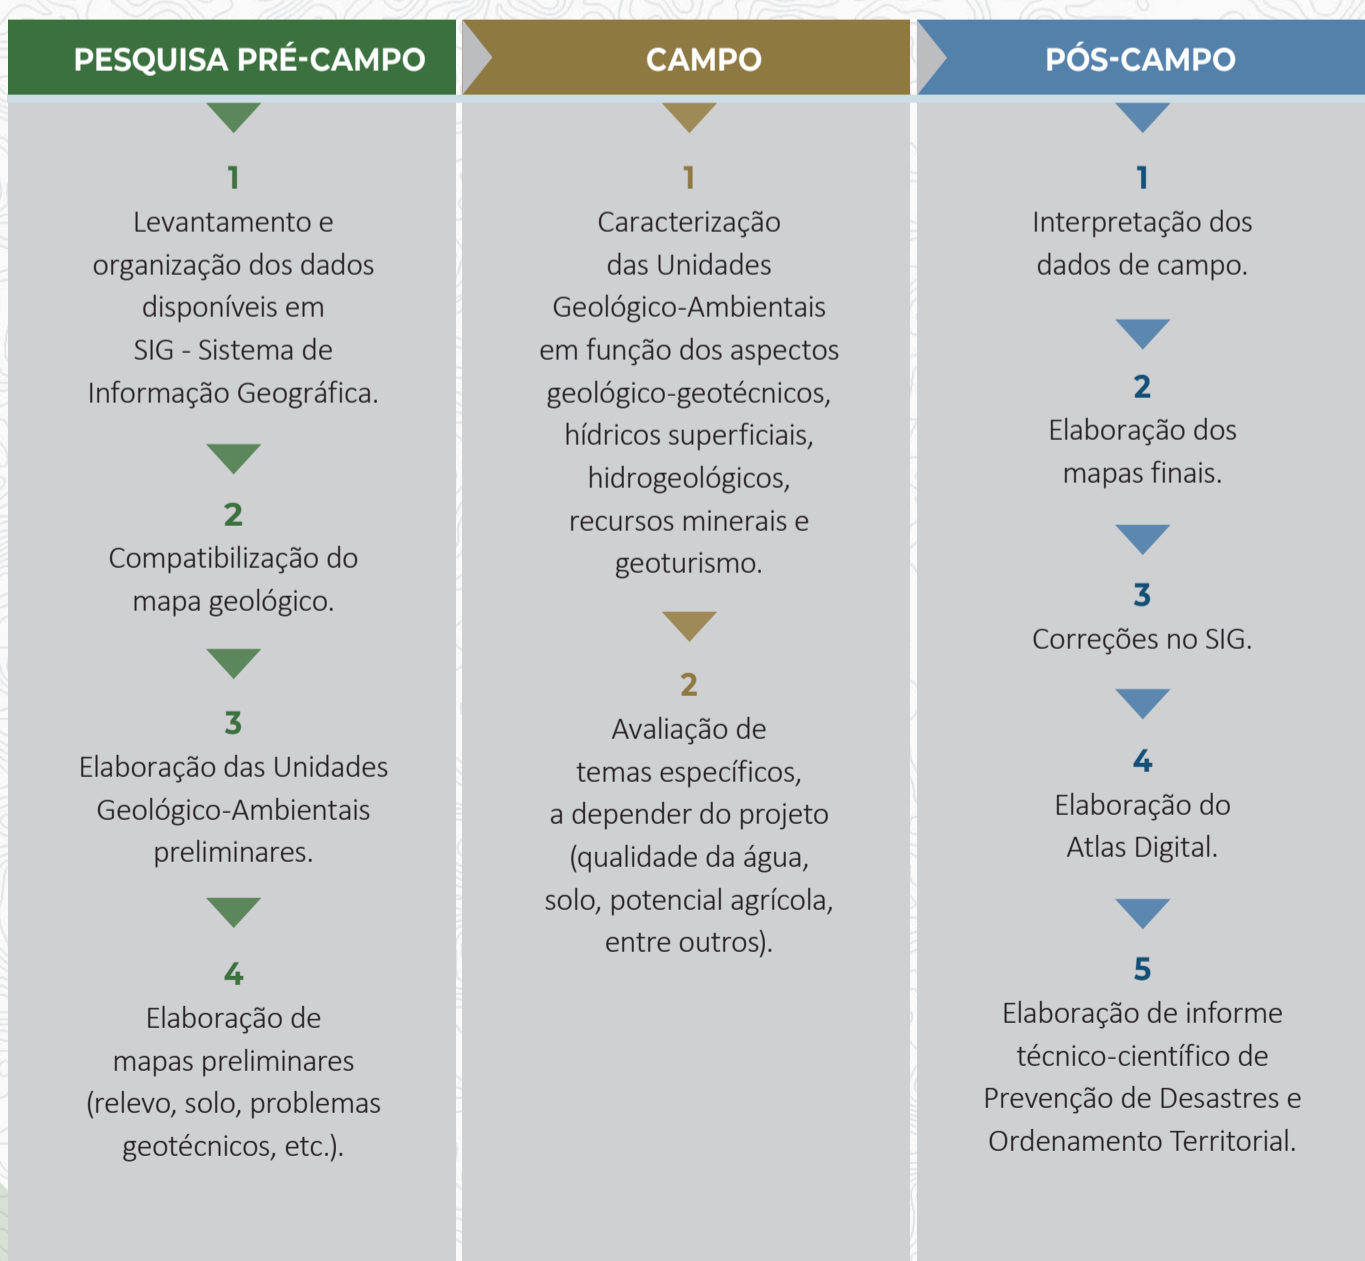 PESQUISA PRÉ-CAMPO
1
Levantamento e
organização dos dados
disponíveis em
SIG - Sistema de
Informação Geográfica.
2
Compatibilização do
mapa geológico.
3
Elaboração das Unidades
Geológico-Ambientais
preliminares.
4
Elaboração de
mapas preliminares
(relevo, solo, problemas
geotécnicos, etc.).
CAMPO
1
Caracterização
das Unidades
Geológico-Ambientais
em função dos aspectos
geológico-geotécnicos,
hídricos superficiais,
hidrogeológicos,
recursos minerais e
geoturismo.
2
Avaliação de
temas específicos,
a depender do projeto
(qualidade da água,
solo, potencial agrícola,
entre outros).
PÓS-CAMPO
1
Interpretação dos
dados de campo.
2
Elaboração dos
mapas finais.
3
Correções no SIG.
4
Elaboração do
Atlas Digital.
5
Elaboração de informe
técnico-científico de
Prevenção de Desastres e
Ordenamento Territorial.